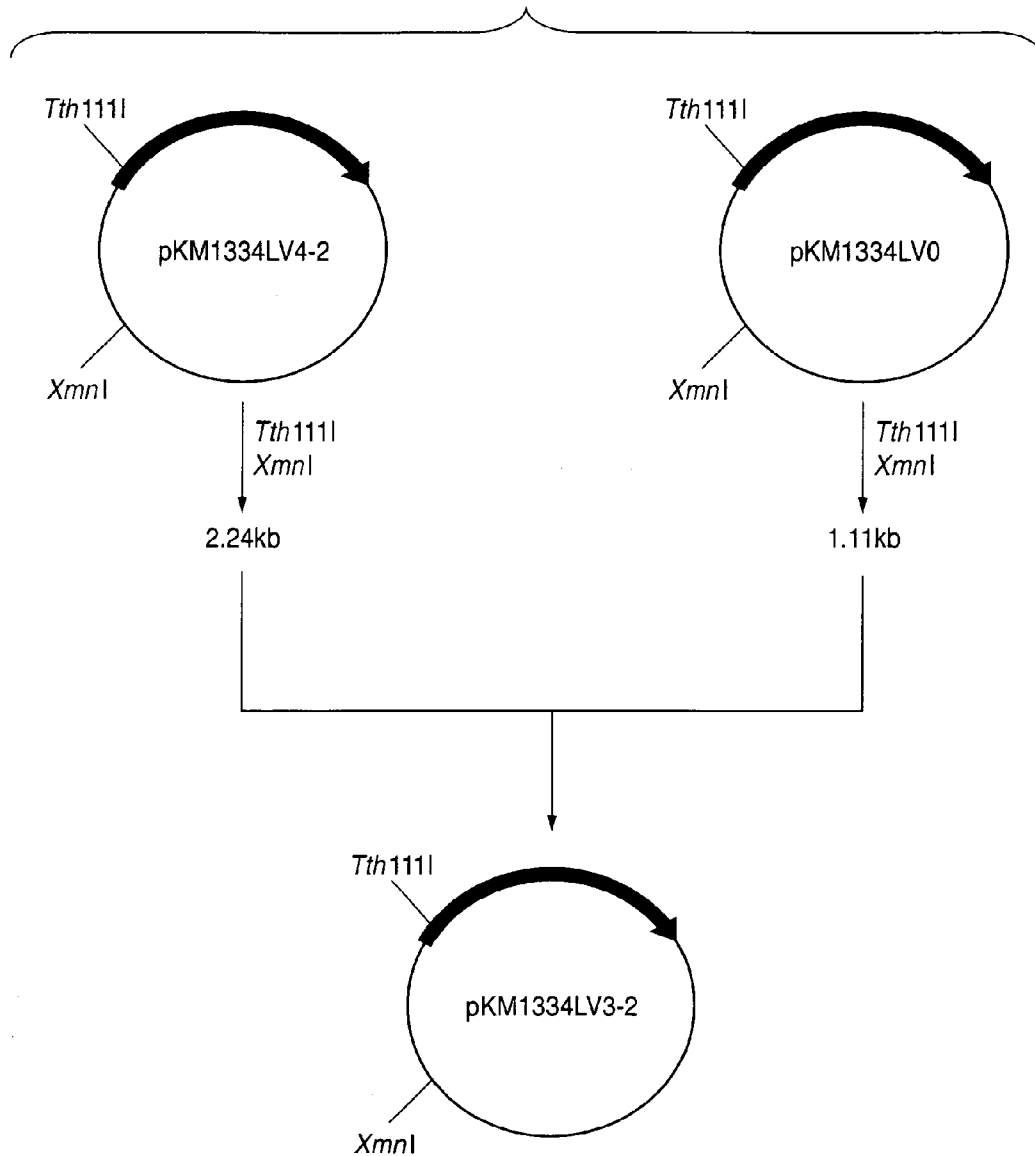 Tth111I
Tth111I
pKM1334LV4-2
pKM1334LV0
XmnI
XmnI
Tth111I
XmnI
Tth111I
XmnI
2.24kb
1.11kb
Tth111I
pKM1334LV3-2
XmnI